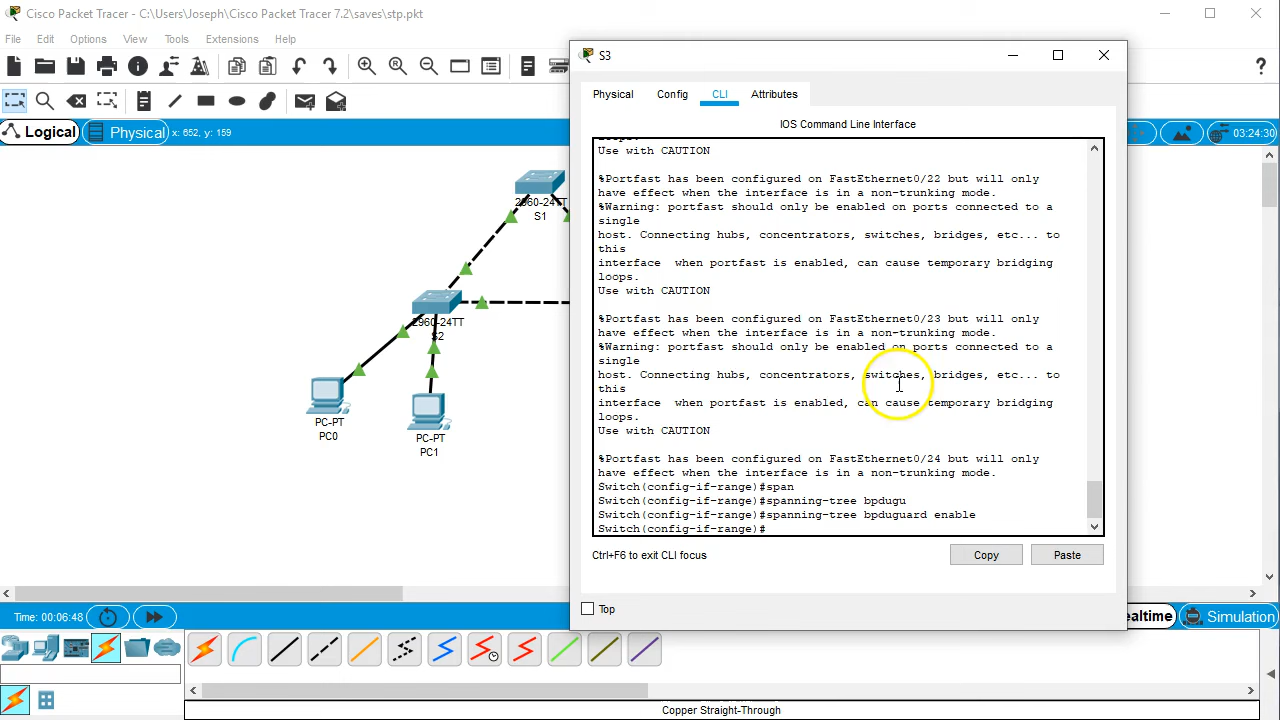 Cisco Packet Tracer - C:\Users\Joseph\Cisco Packet Tracer 7.2\saves\stp.pkt
File Edit Options View Tools Extensions Help
Logical
Physical
x: 652, y: 159
03:24:30
2960-24TT
S1
2960-24TT
S2
PC-PT
PC0
PC-PT
PC1
S3
Physical Config CLI Attributes
IOS Command Line Interface
loops.
Use with CAUTION
%Portfast has been configured on FastEthernet0/22 but will only
have effect when the interface is in a non-trunking mode.
%Warning: portfast should only be enabled on ports connected to a
single
host. Connecting hubs, concentrators, switches, bridges, etc... to
this
interface when portfast is enabled, can cause temporary bridging
loops.
Use with CAUTION
%Portfast has been configured on FastEthernet0/23 but will only
have effect when the interface is in a non-trunking mode.
%Warning: portfast should only be enabled on ports connected to a
single
host. Connecting hubs, concentrators, switches, bridges, etc... to
this
interface when portfast is enabled, can cause temporary bridging
loops.
Use with CAUTION
%Portfast has been configured on FastEthernet0/24 but will only
have effect when the interface is in a non-trunking mode.
Switch(config-if-range)#span
Switch(config-if-range)#spanning-tree bpdugu
Switch(config-if-range)#spanning-tree bpduguard enable
Switch(config-if-range)#
Ctrl+F6 to exit CLI focus
Copy
Paste
Top
Time: 00:06:48
ealtime
Simulation
Copper Straight-Through